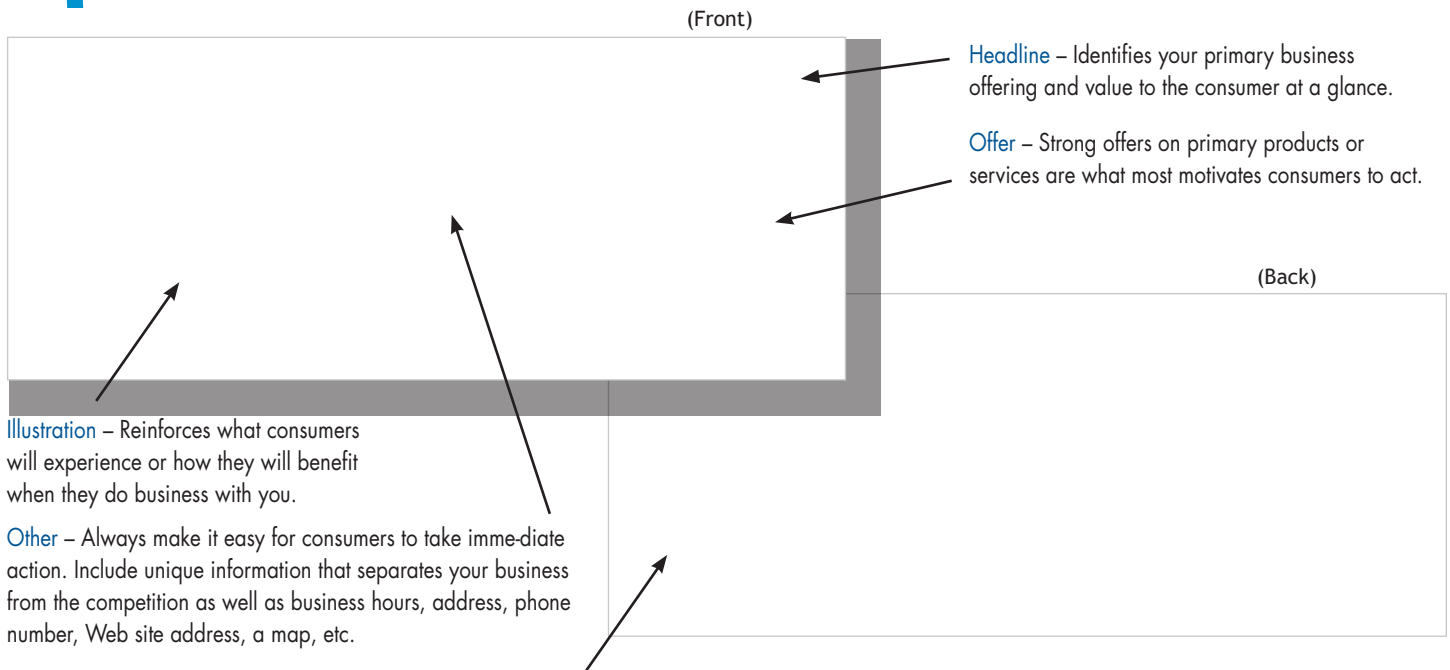 (Front)
Headline – Identifies your primary business
offering and value to the consumer at a glance.
Offer – Strong offers on primary products or
services are what most motivates consumers to act.
(Back)
Illustration – Reinforces what consumers
will experience or how they will benefit
when they do business with you.
Other – Always make it easy for consumers to take imme-diate
action. Include unique information that separates your business
from the competition as well as business hours, address, phone
number, Web site address, a map, etc.